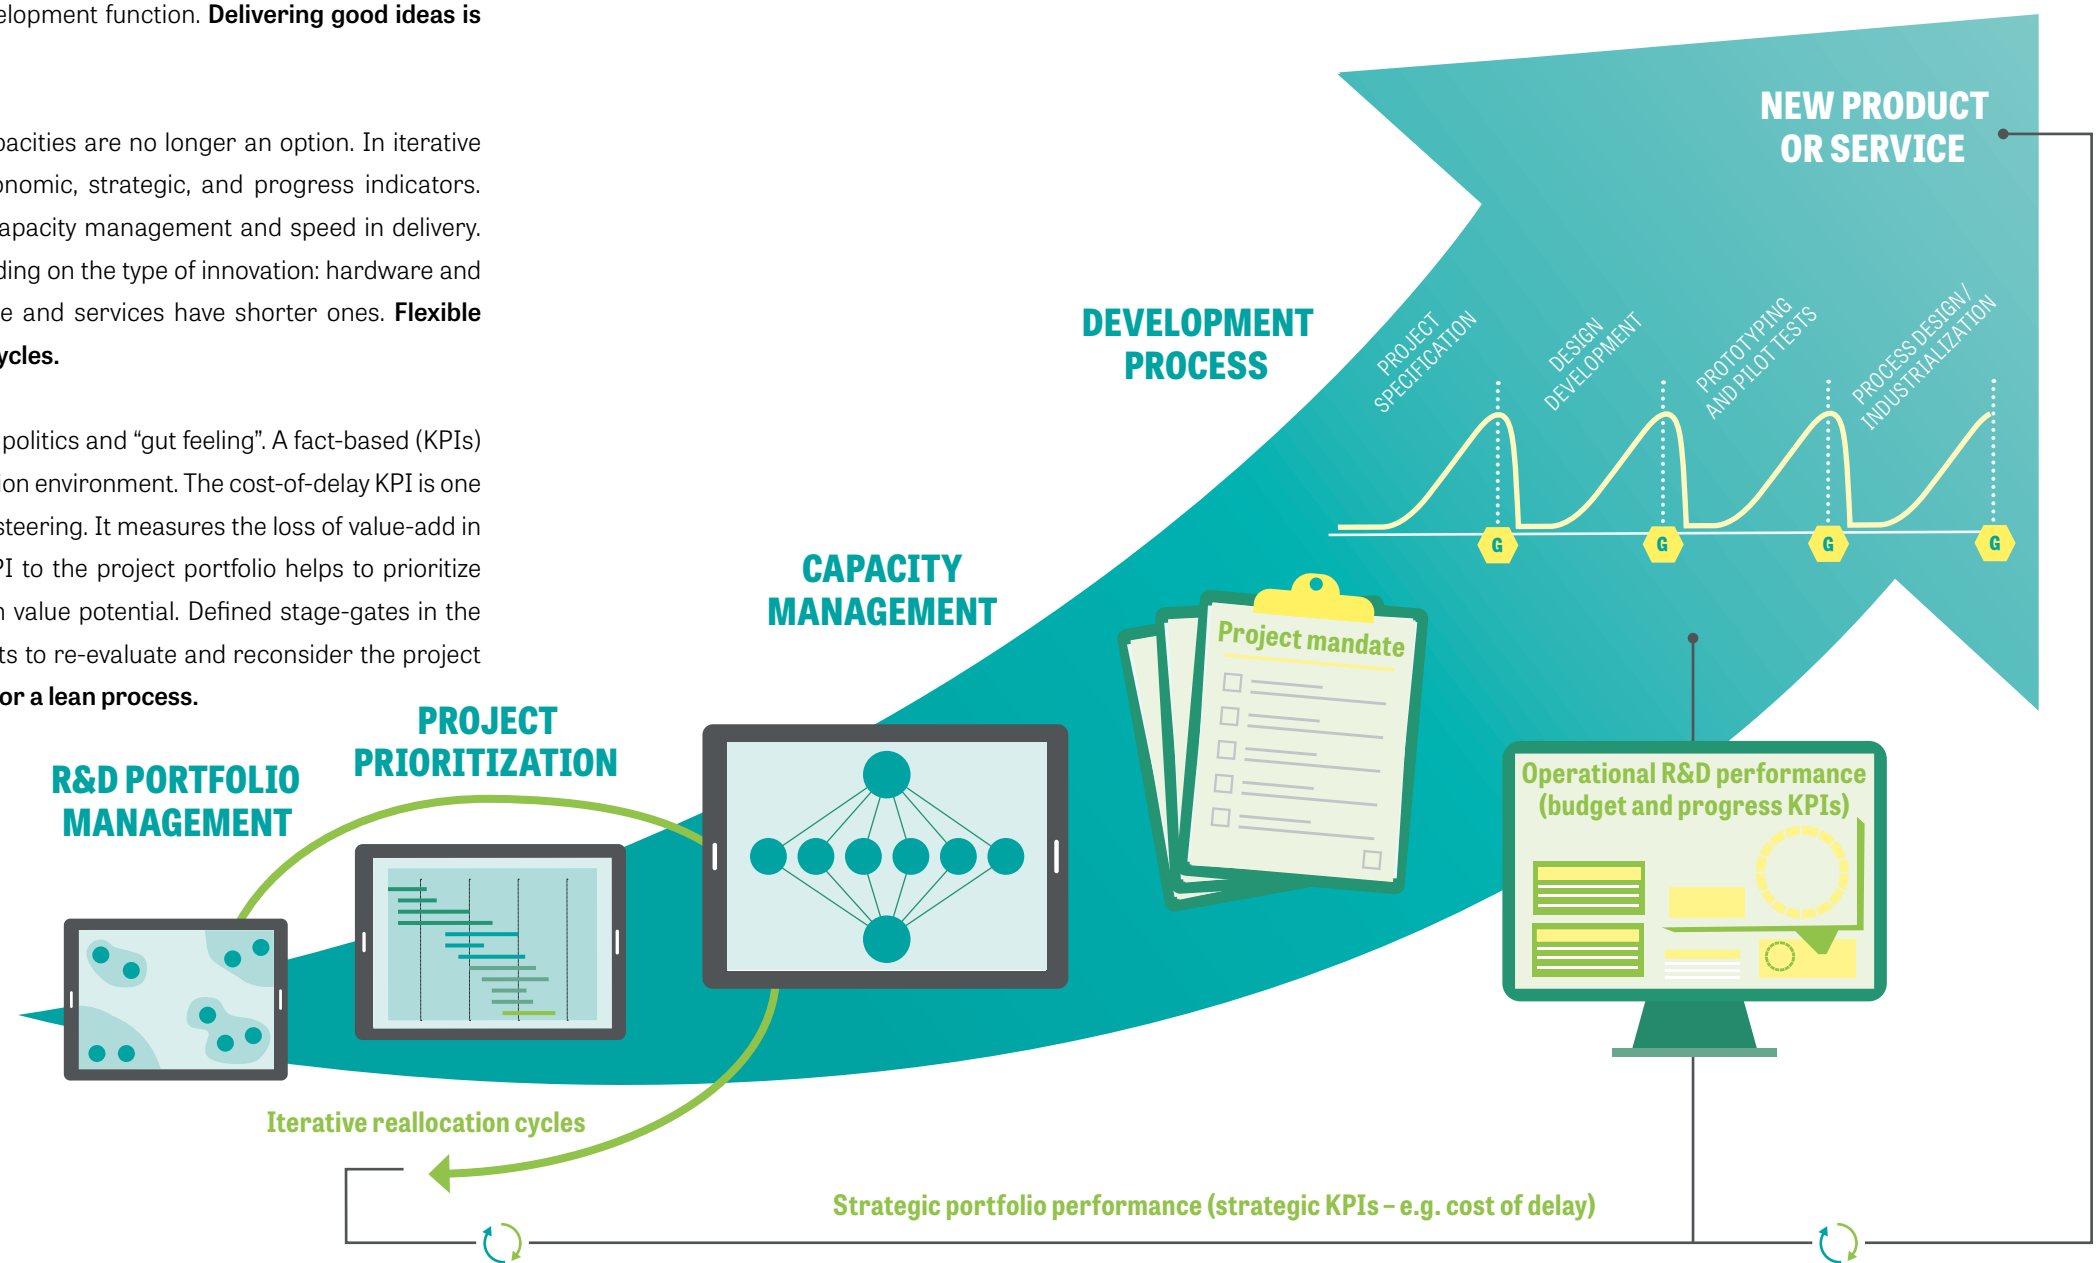 elopment function. Delivering good ideas is
pacities are no longer an option. In iterative
onomic, strategic, and progress indicators.
apacity management and speed in delivery.
ding on the type of innovation: hardware and
e and services have shorter ones. Flexible
ycles.
politics and “gut feeling”. A fact-based (KPIs)
ion environment. The cost-of-delay KPI is one
steering. It measures the loss of value-add in
PI to the project portfolio helps to prioritize
h value potential. Defined stage-gates in the
ts to re-evaluate and reconsider the project
or a lean process.
R&D PORTFOLIO
MANAGEMENT
PROJECT
PRIORITIZATION
CAPACITY
MANAGEMENT
DEVELOPMENT
PROCESS
NEW PRODUCT
OR SERVICE
PROJECT
SPECIFICATION
DESIGN
DEVELOPMENT
PROTOTYPING
AND PILOT TESTS
PROCESS DESIGN/
INDUSTRIALIZATION
G
G
G
G
Project mandate
Operational R&D performance
(budget and progress KPIs)
Iterative reallocation cycles
Strategic portfolio performance (strategic KPIs – e.g. cost of delay)